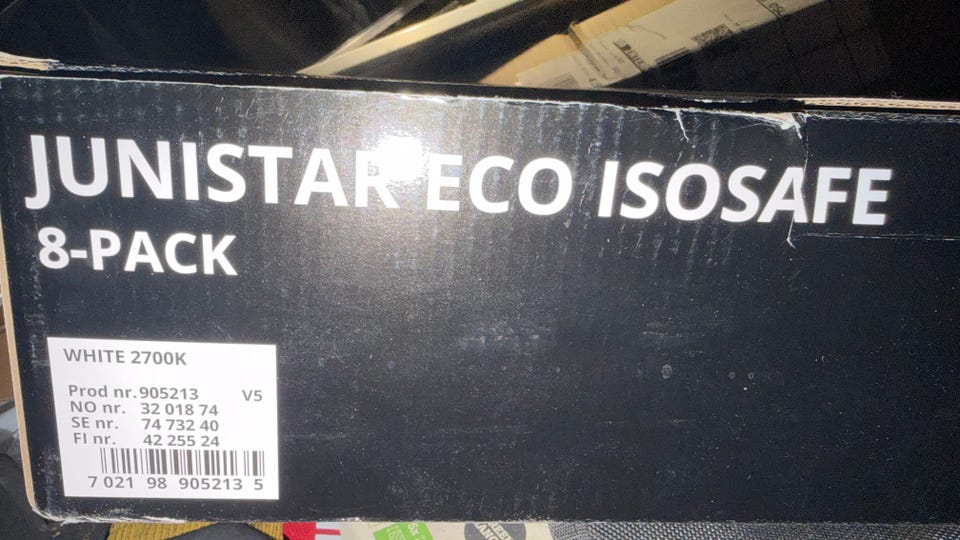 JUNISTAR ECO ISOSAFE
8-PACK
WHITE 2700K
Prod nr. 905213 V5
NO nr. 32 018 74
SE nr. 74 732 40
FI nr. 42 255 24
7 021 98 905213 5